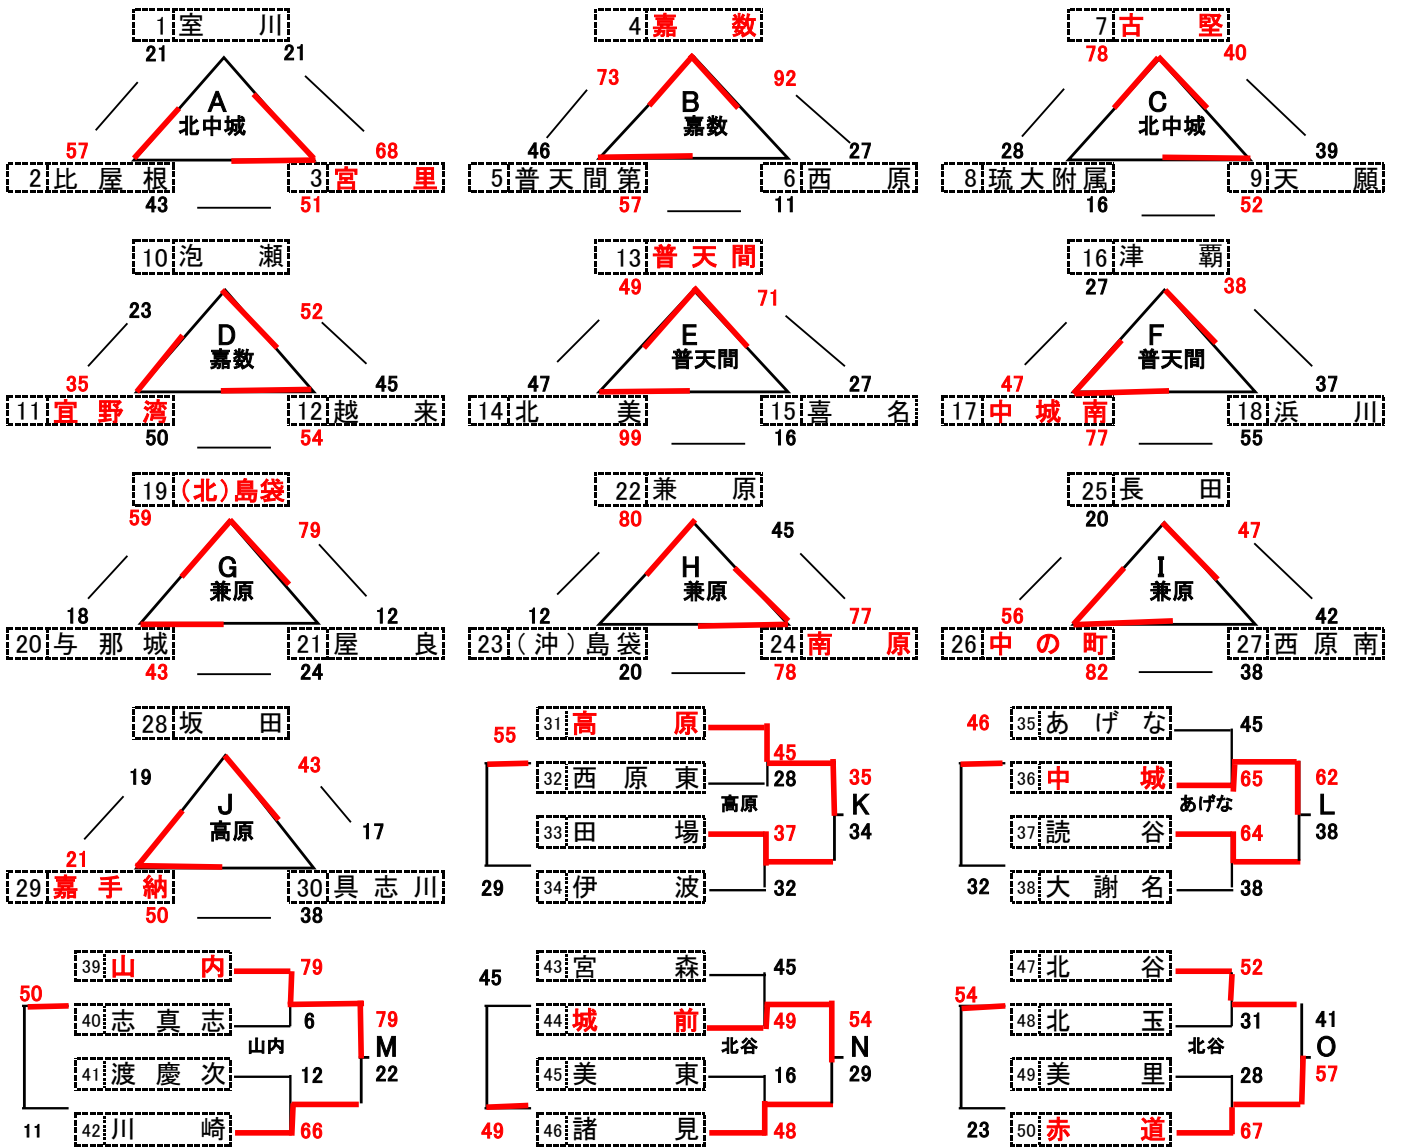 1 室川 4 嘉数 7 古堅
21 21 73 92 78 40
A 北中城 B 嘉数 C 北中城
57 68 46 27 28 39
2 比屋根 3 宮里 5 普天間第 6 西原 8 琉大附属 9 天願
43 51 57 11 16 52
10 泡瀬 13 普天間 16 津覇
23 52 49 71 27 38
D 嘉数 E 普天間 F 普天間
35 45 47 27 47 37
11 宜野湾 12 越来 14 北美 15 喜名 17 中城南 18 浜川
50 54 99 16 77 55
19 (北)島袋 22 兼原 25 長田
59 79 80 45 20 47
G 兼原 H 兼原 I 兼原
18 12 12 77 56 42
20 与那城 21 屋良 23 (沖)島袋 24 南原 26 中の町 27 西原南
43 24 20 78 82 38
28 坂田
19 43
J 高原
21 17
29 嘉手納 30 具志川
50 38
55 31 高原 45
32 西原東 28
高原 35 K 34
33 田場 37
29 34 伊波 32
46 35 あげな 45
36 中城 65
あげな 62 L 38
37 読谷 64
32 38 大謝名 38
39 山内 79
50 40 志真志 6
山内 79 M 22
41 渡慶次 12
11 42 川崎 66
45 43 宮森 45
44 城前 49
北谷 54 N 29
45 美東 16
49 46 諸見 48
47 北谷 52
54 48 北玉 31
北谷 41 O 57
49 美里 28
23 50 赤道 67